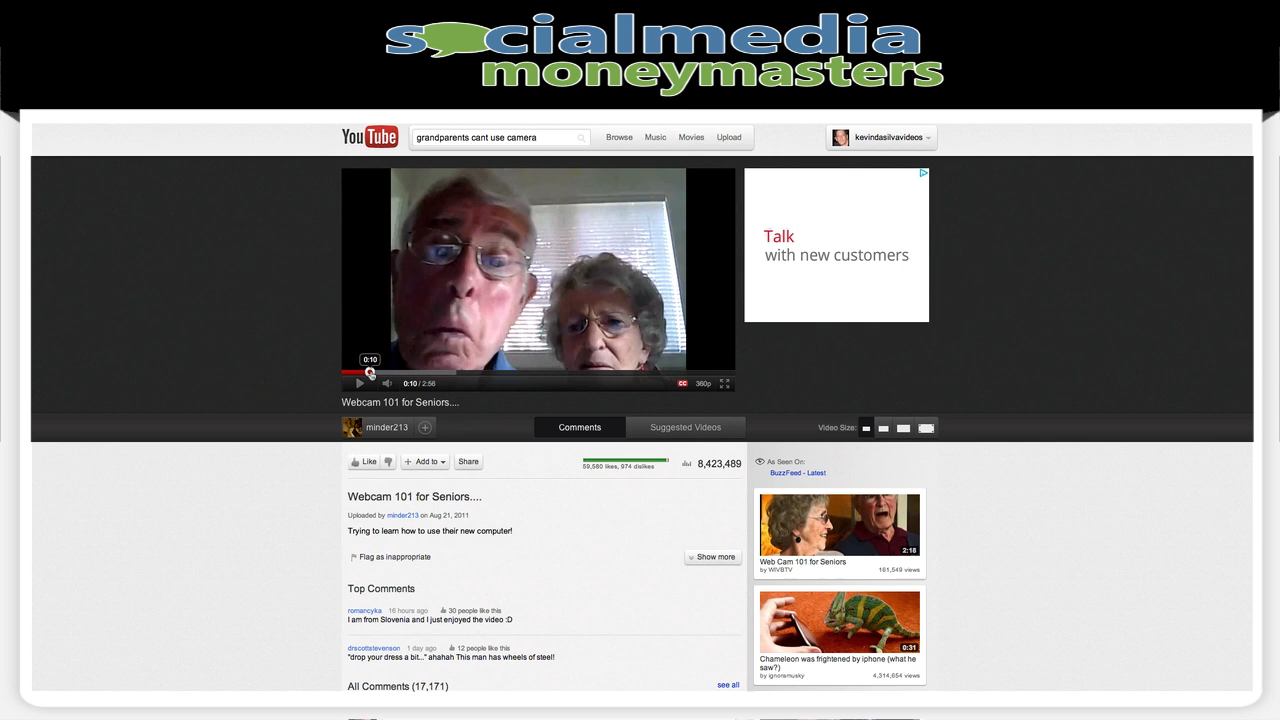 socialmedia
moneymasters
YouTube
grandparents cant use camera
Browse Music Movies Upload
kevindasilvavideos
Talk
with new customers
0:10
0:10 / 2:56
CC 360p
Webcam 101 for Seniors....
minder213
Comments
Suggested Videos
Video Size:
Like
Add to
Share
59,580 likes, 974 dislikes
8,423,489
As Seen On:
BuzzFeed - Latest
Webcam 101 for Seniors....
Uploaded by minder213 on Aug 21, 2011
Trying to learn how to use their new computer!
Flag as inappropriate
Show more
2:18
Web Cam 101 for Seniors
by WIVBTV 161,549 views
Top Comments
romancyka 16 hours ago 30 people like this
I am from Slovenia and I just enjoyed the video :D
drscottstevenson 1 day ago 12 people like this
"drop your dress a bit..." ahahah This man has wheels of steel!
All Comments (17,171)
see all
0:31
Chameleon was frightened by iphone (what he
saw?)
by ignoramusky 4,314,654 views